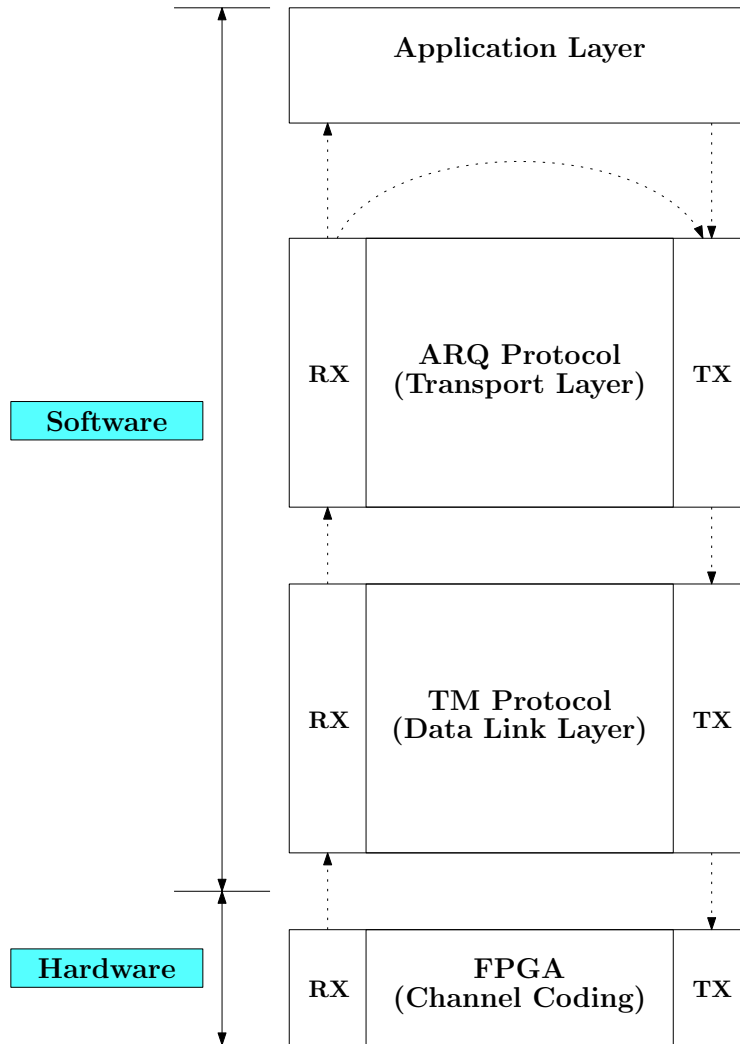 Application Layer
RX
ARQ Protocol
(Transport Layer)
TX
Software
RX
TM Protocol
(Data Link Layer)
TX
Hardware
RX
FPGA
(Channel Coding)
TX